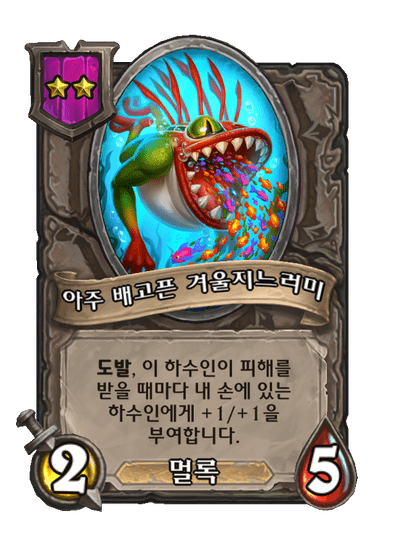 아주 배고픈 겨울지느러미
도발, 이 하수인이 피해를
받을 때마다 내 손에 있는
하수인에게 +1/+1을
부여합니다.
2
멀록
5